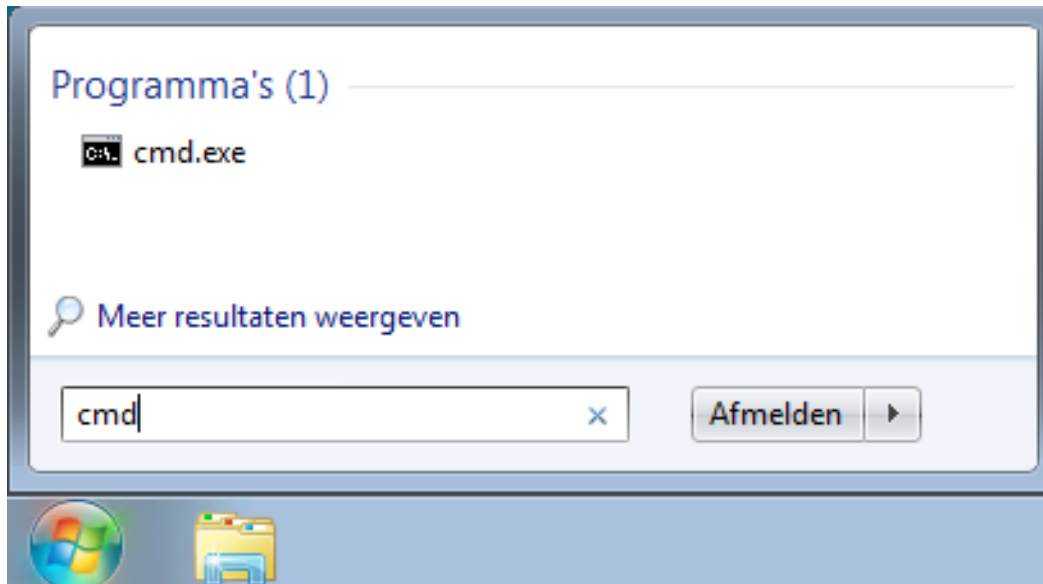 Programma's (1)
C:\. cmd.exe
Meer resultaten weergeven
cmd
Afmelden